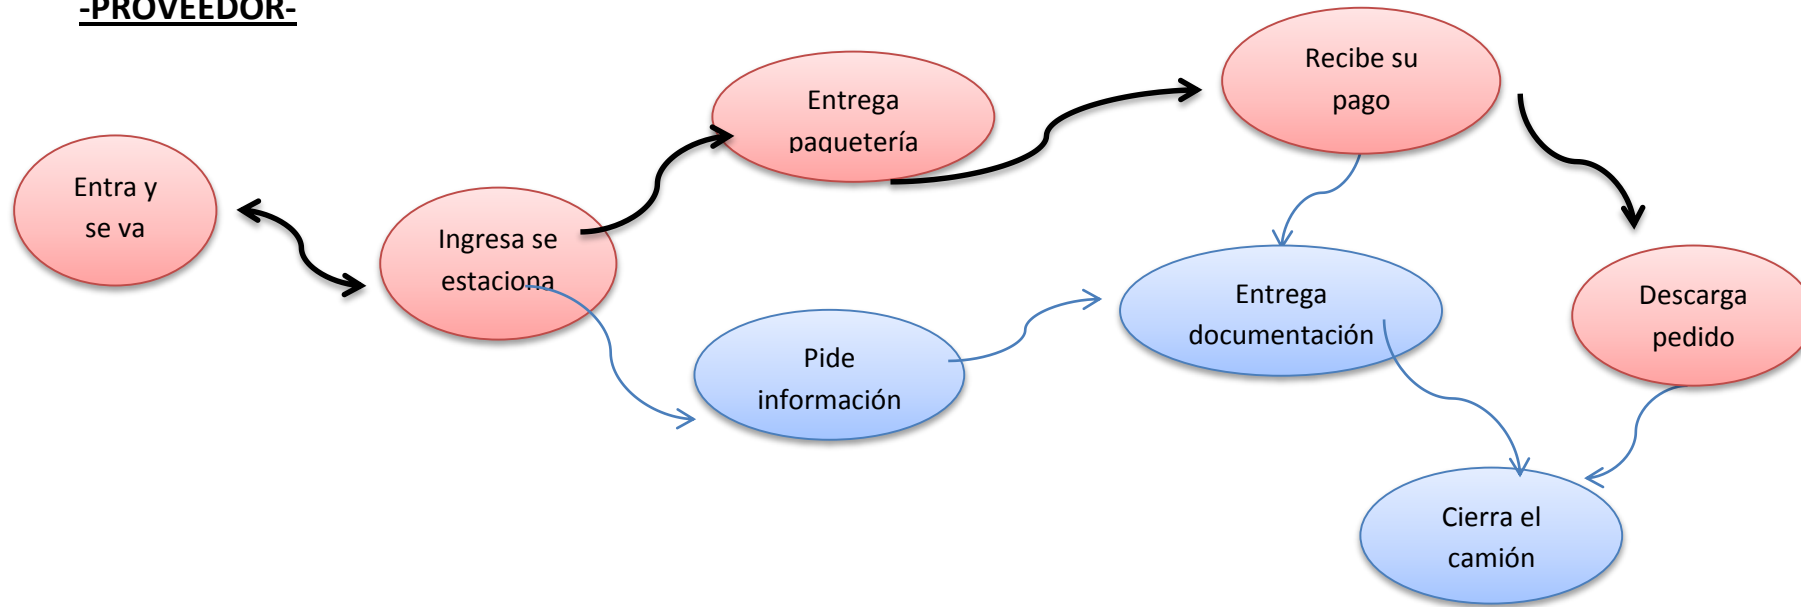 -PROVEEDOR-
Entra y
se va
Ingresa se
estaciona
Entrega
paquetería
Recibe su
pago
Pide
información
Entrega
documentación
Descarga
pedido
Cierra el
camión